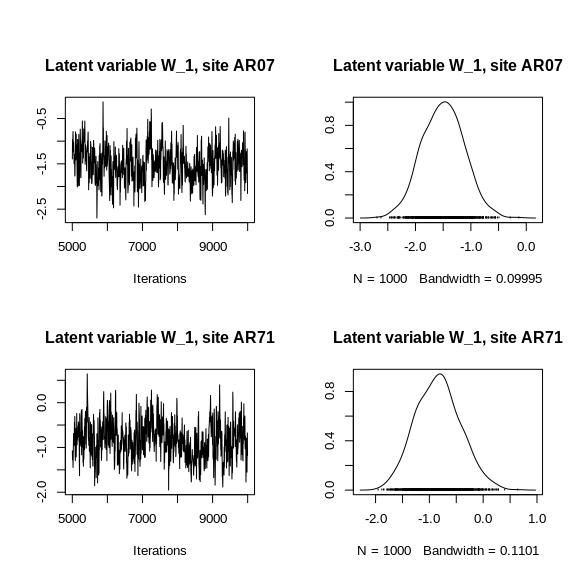 Latent variable W_1, site AR07
-0.5
-1.5
-2.5
5000 7000 9000
Iterations
Latent variable W_1, site AR07
0.8
0.4
0.0
-3.0 -2.0 -1.0 0.0
N = 1000 Bandwidth = 0.09995
Latent variable W_1, site AR71
0.0
-1.0
-2.0
5000 7000 9000
Iterations
Latent variable W_1, site AR71
0.8
0.4
0.0
-2.0 -1.0 0.0 1.0
N = 1000 Bandwidth = 0.1101